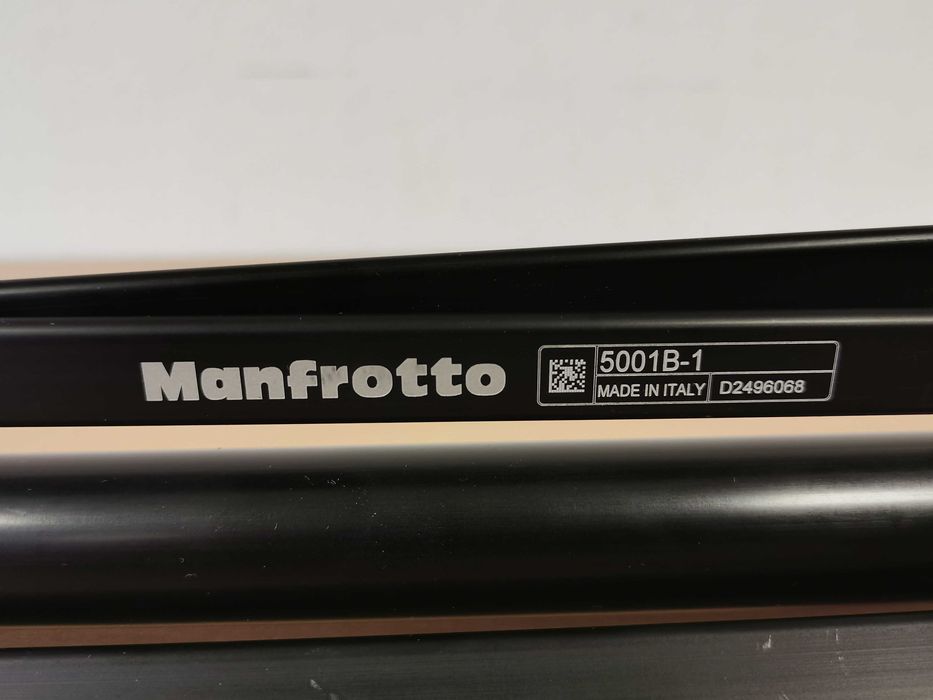 Manfrotto
5001B-1
MADE IN ITALY
D2496068